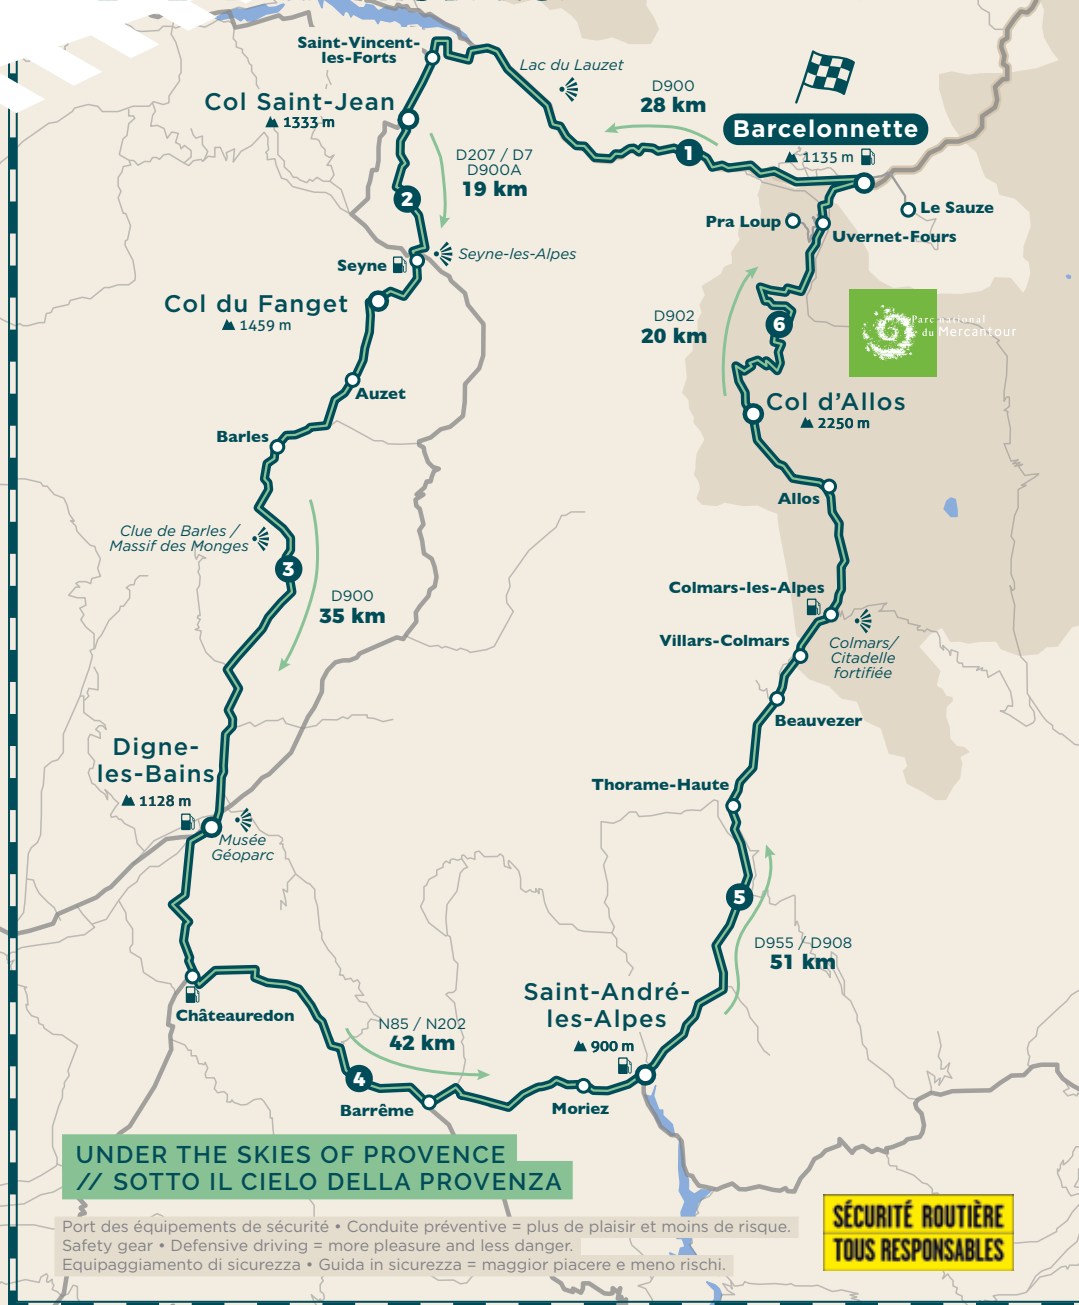 Saint-Vincent-
les-Forts
Lac du Lauzet
D900
28 km
Col Saint-Jean
1333 m
Barcelonnette
1135 m
1
D207 / D7
D900A
19 km
2
Le Sauze
Pra Loup
Uvernet-Fours
Seyne
Seyne-les-Alpes
Col du Fanget
1459 m
D902
20 km
6
Parc national
du Mercantour
Auzet
Col d'Allos
2250 m
Barles
Allos
Clue de Barles /
Massif des Monges
3
D900
35 km
Colmars-les-Alpes
Villars-Colmars
Colmars/
Citadelle
fortifiée
Beauvezer
Digne-
les-Bains
1128 m
Thorame-Haute
Musée
Géoparc
5
D955 / D908
51 km
Saint-André-
les-Alpes
900 m
Châteauredon
N85 / N202
42 km
4
Barrême
Moriez
UNDER THE SKIES OF PROVENCE
// SOTTO IL CIELO DELLA PROVENZA
SÉCURITÉ ROUTIÈRE
TOUS RESPONSABLES
Port des équipements de sécurité • Conduite préventive = plus de plaisir et moins de risque.
Safety gear • Defensive driving = more pleasure and less danger.
Equipaggiamento di sicurezza • Guida in sicurezza = maggior piacere e meno rischi.